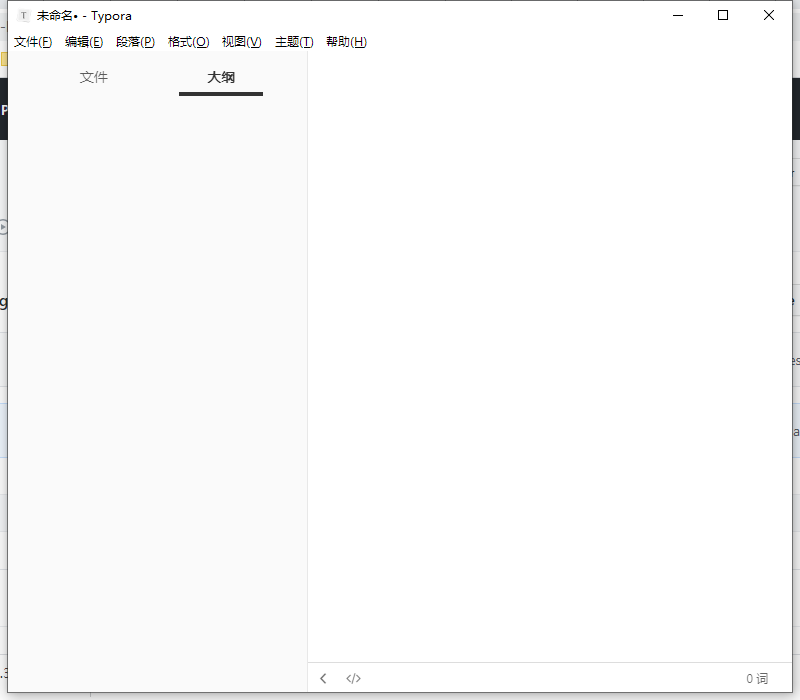 T 未命名• - Typora
文件(F) 编辑(E) 段落(P) 格式(O) 视图(V) 主题(T) 帮助(H)
文件 大纲
</> 0 词